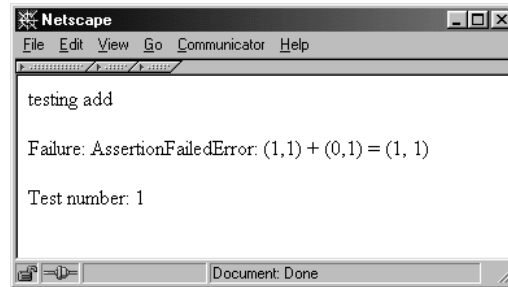 Netscape
File Edit View Go Communicator Help
testing add
Failure: AssertionFailedError: (1,1) + (0,1) = (1, 1)
Test number: 1
Document: Done